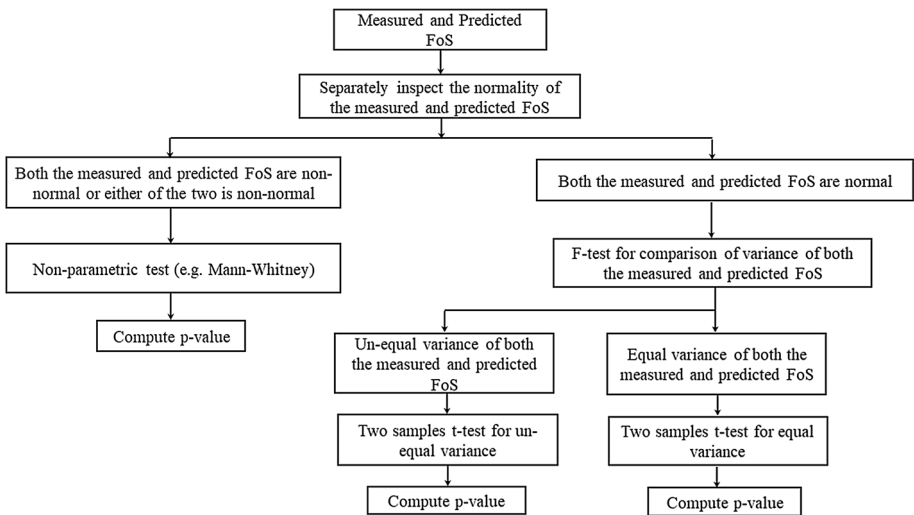 Measured and Predicted
FoS
Separately inspect the normality of
the measured and predicted FoS
Both the measured and predicted FoS are non-
normal or either of the two is non-normal
Both the measured and predicted FoS are normal
Non-parametric test (e.g. Mann-Whitney)
F-test for comparison of variance of both
the measured and predicted FoS
Compute p-value
Un-equal variance of both
the measured and predicted
FoS
Equal variance of both the
measured and predicted FoS
Two samples t-test for un-
equal variance
Two samples t-test for equal
variance
Compute p-value
Compute p-value